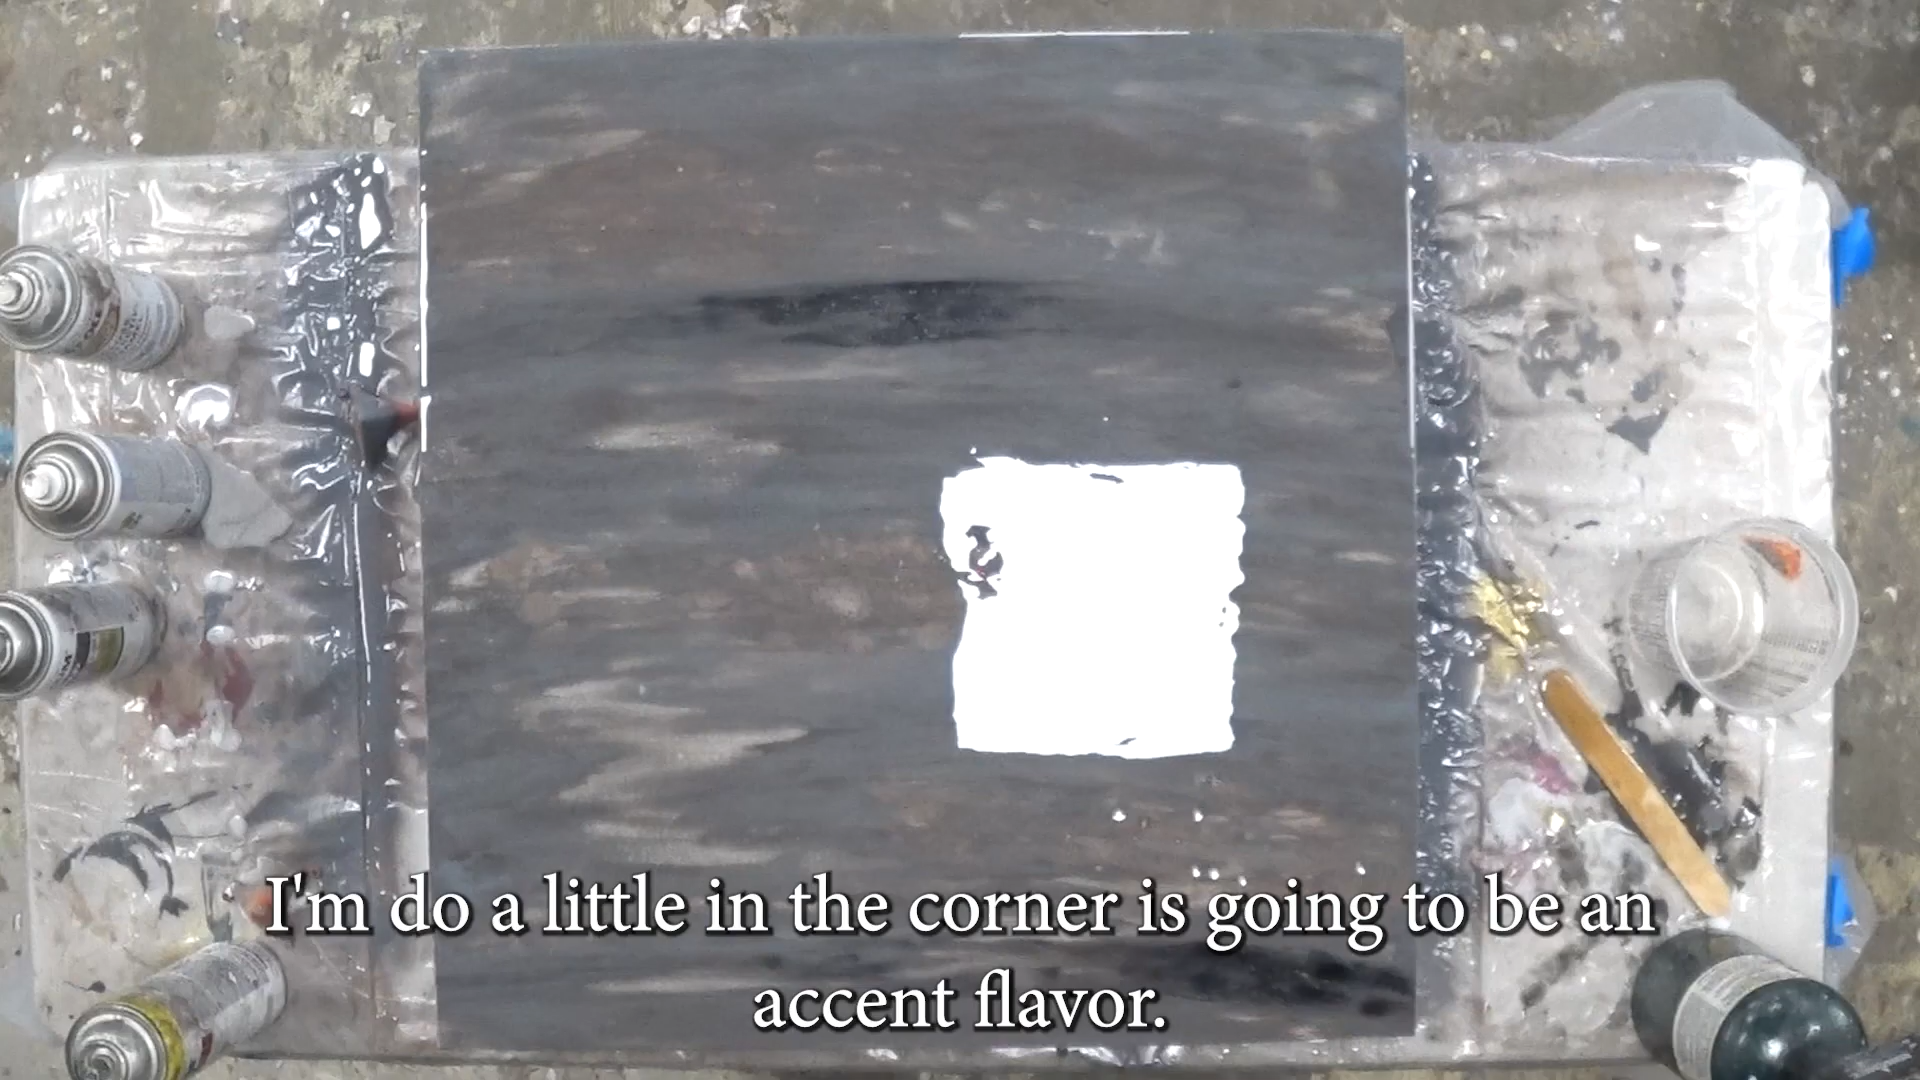 I'm do a little in the corner is going to be an
accent flavor.